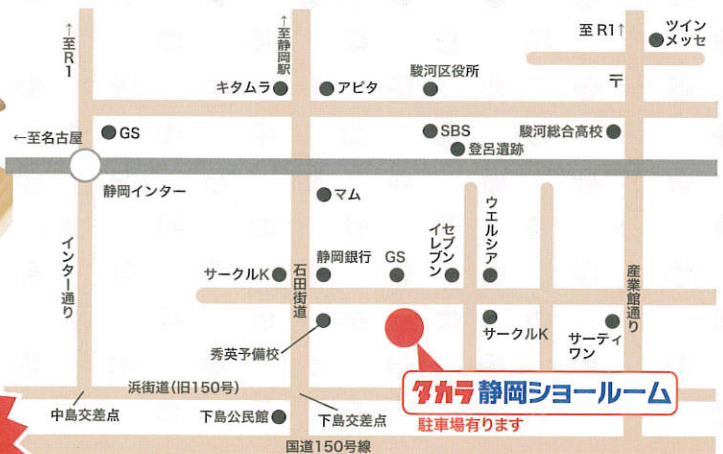 ↑至R1
↑至静岡駅
至R1↑
ツイン
メッセ
キタムラ
アピタ
駿河区役所
〒
←至名古屋
GS
SBS
駿河総合高校
登呂遺跡
静岡インター
マム
ウエルシア
セブン
イレブン
インター通り
サークルK
石田街道
静岡銀行
GS
産業館通り
秀英予備校
サークルK
サーティ
ワン
浜街道(旧150号)
タカラ 静岡ショールーム
中島交差点
下島公民館
下島交差点
駐車場有ります
国道150号線